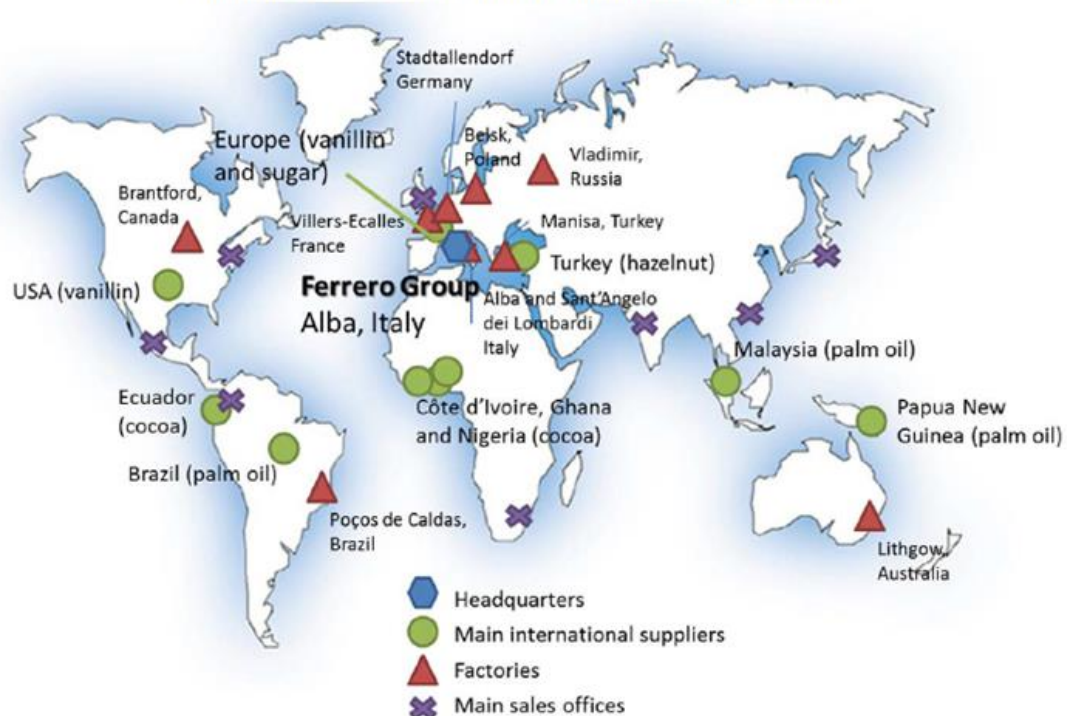 Stadtallendorf
Germany
Europe (vanillin
and sugar)
Belsk,
Poland
Vladimir,
Russia
Brantford,
Canada
Villers-Ecalles
France
Manisa, Turkey
USA (vanillin)
Turkey (hazelnut)
Ferrero Group
Alba, Italy
Alba and Sant'Angelo
dei Lombardi
Italy
Malaysia (palm oil)
Ecuador
(cocoa)
Côte d'Ivoire, Ghana
and Nigeria (cocoa)
Papua New
Guinea (palm oil)
Brazil (palm oil)
Poços de Caldas,
Brazil
Lithgow,
Australia
Headquarters
Main international suppliers
Factories
Main sales offices